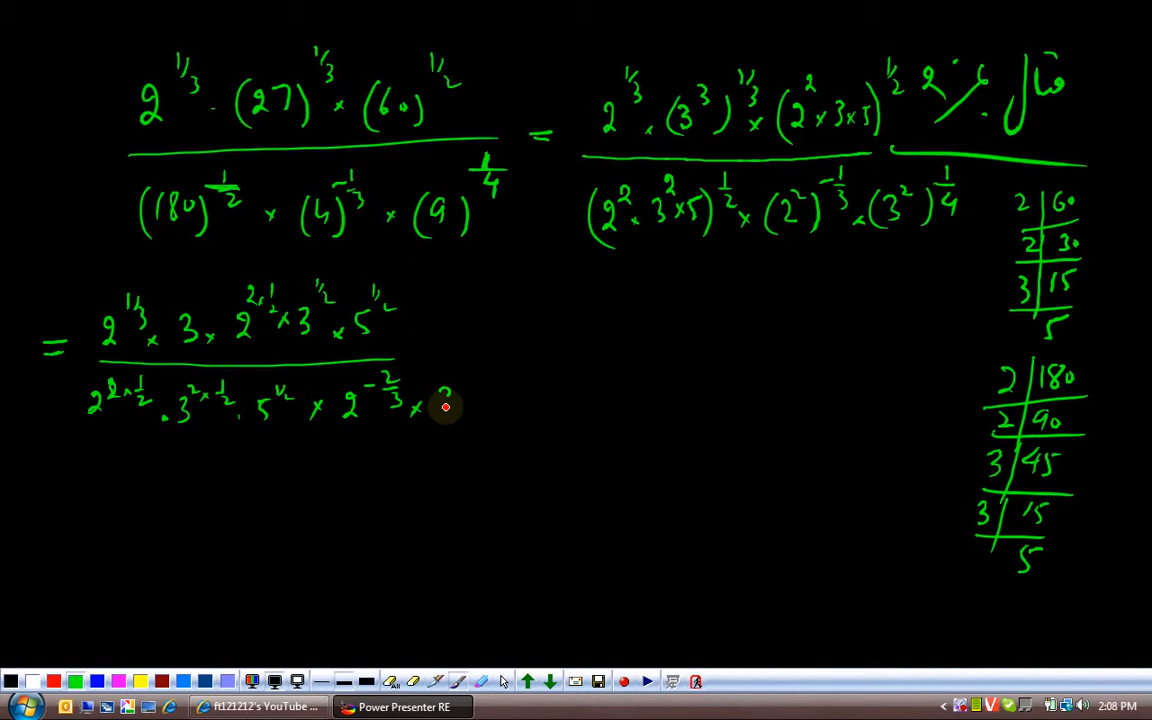 2^{1/3} · (27)^{1/3} × (60)^{1/2} / (180)^{1/2} × (4)^{-1/3} × (9)^{1/4} = 2^{1/3} · (3^3)^{1/3} × (2^2 × 3 × 5)^{1/2} / (2^2 · 3^2 × 5)^{1/2} × (2^2)^{-1/3} · (3^2)^{1/4}
2 | 60
2 | 30
3 | 15
5
= 2^{1/3} × 3 × 2^{2×1/2} × 3^{1/2} × 5^{1/2} / 2^{2×1/2} · 3^{2×1/2} · 5^{1/2} × 2^{-2/3} ×
2 | 180
2 | 90
3 | 45
3 | 15
5
All
ft121212's YouTube ...
Power Presenter RE
2:08 PM